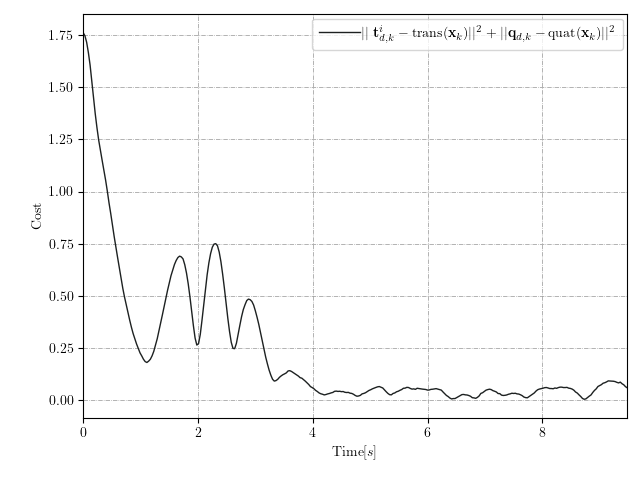 || t^i_{d,k} − trans(x_k)||² + ||q_{d,k} − quat(x_k)||²
1.75
1.50
1.25
1.00
0.75
0.50
0.25
0.00
Cost
0 2 4 6 8
Time[s]